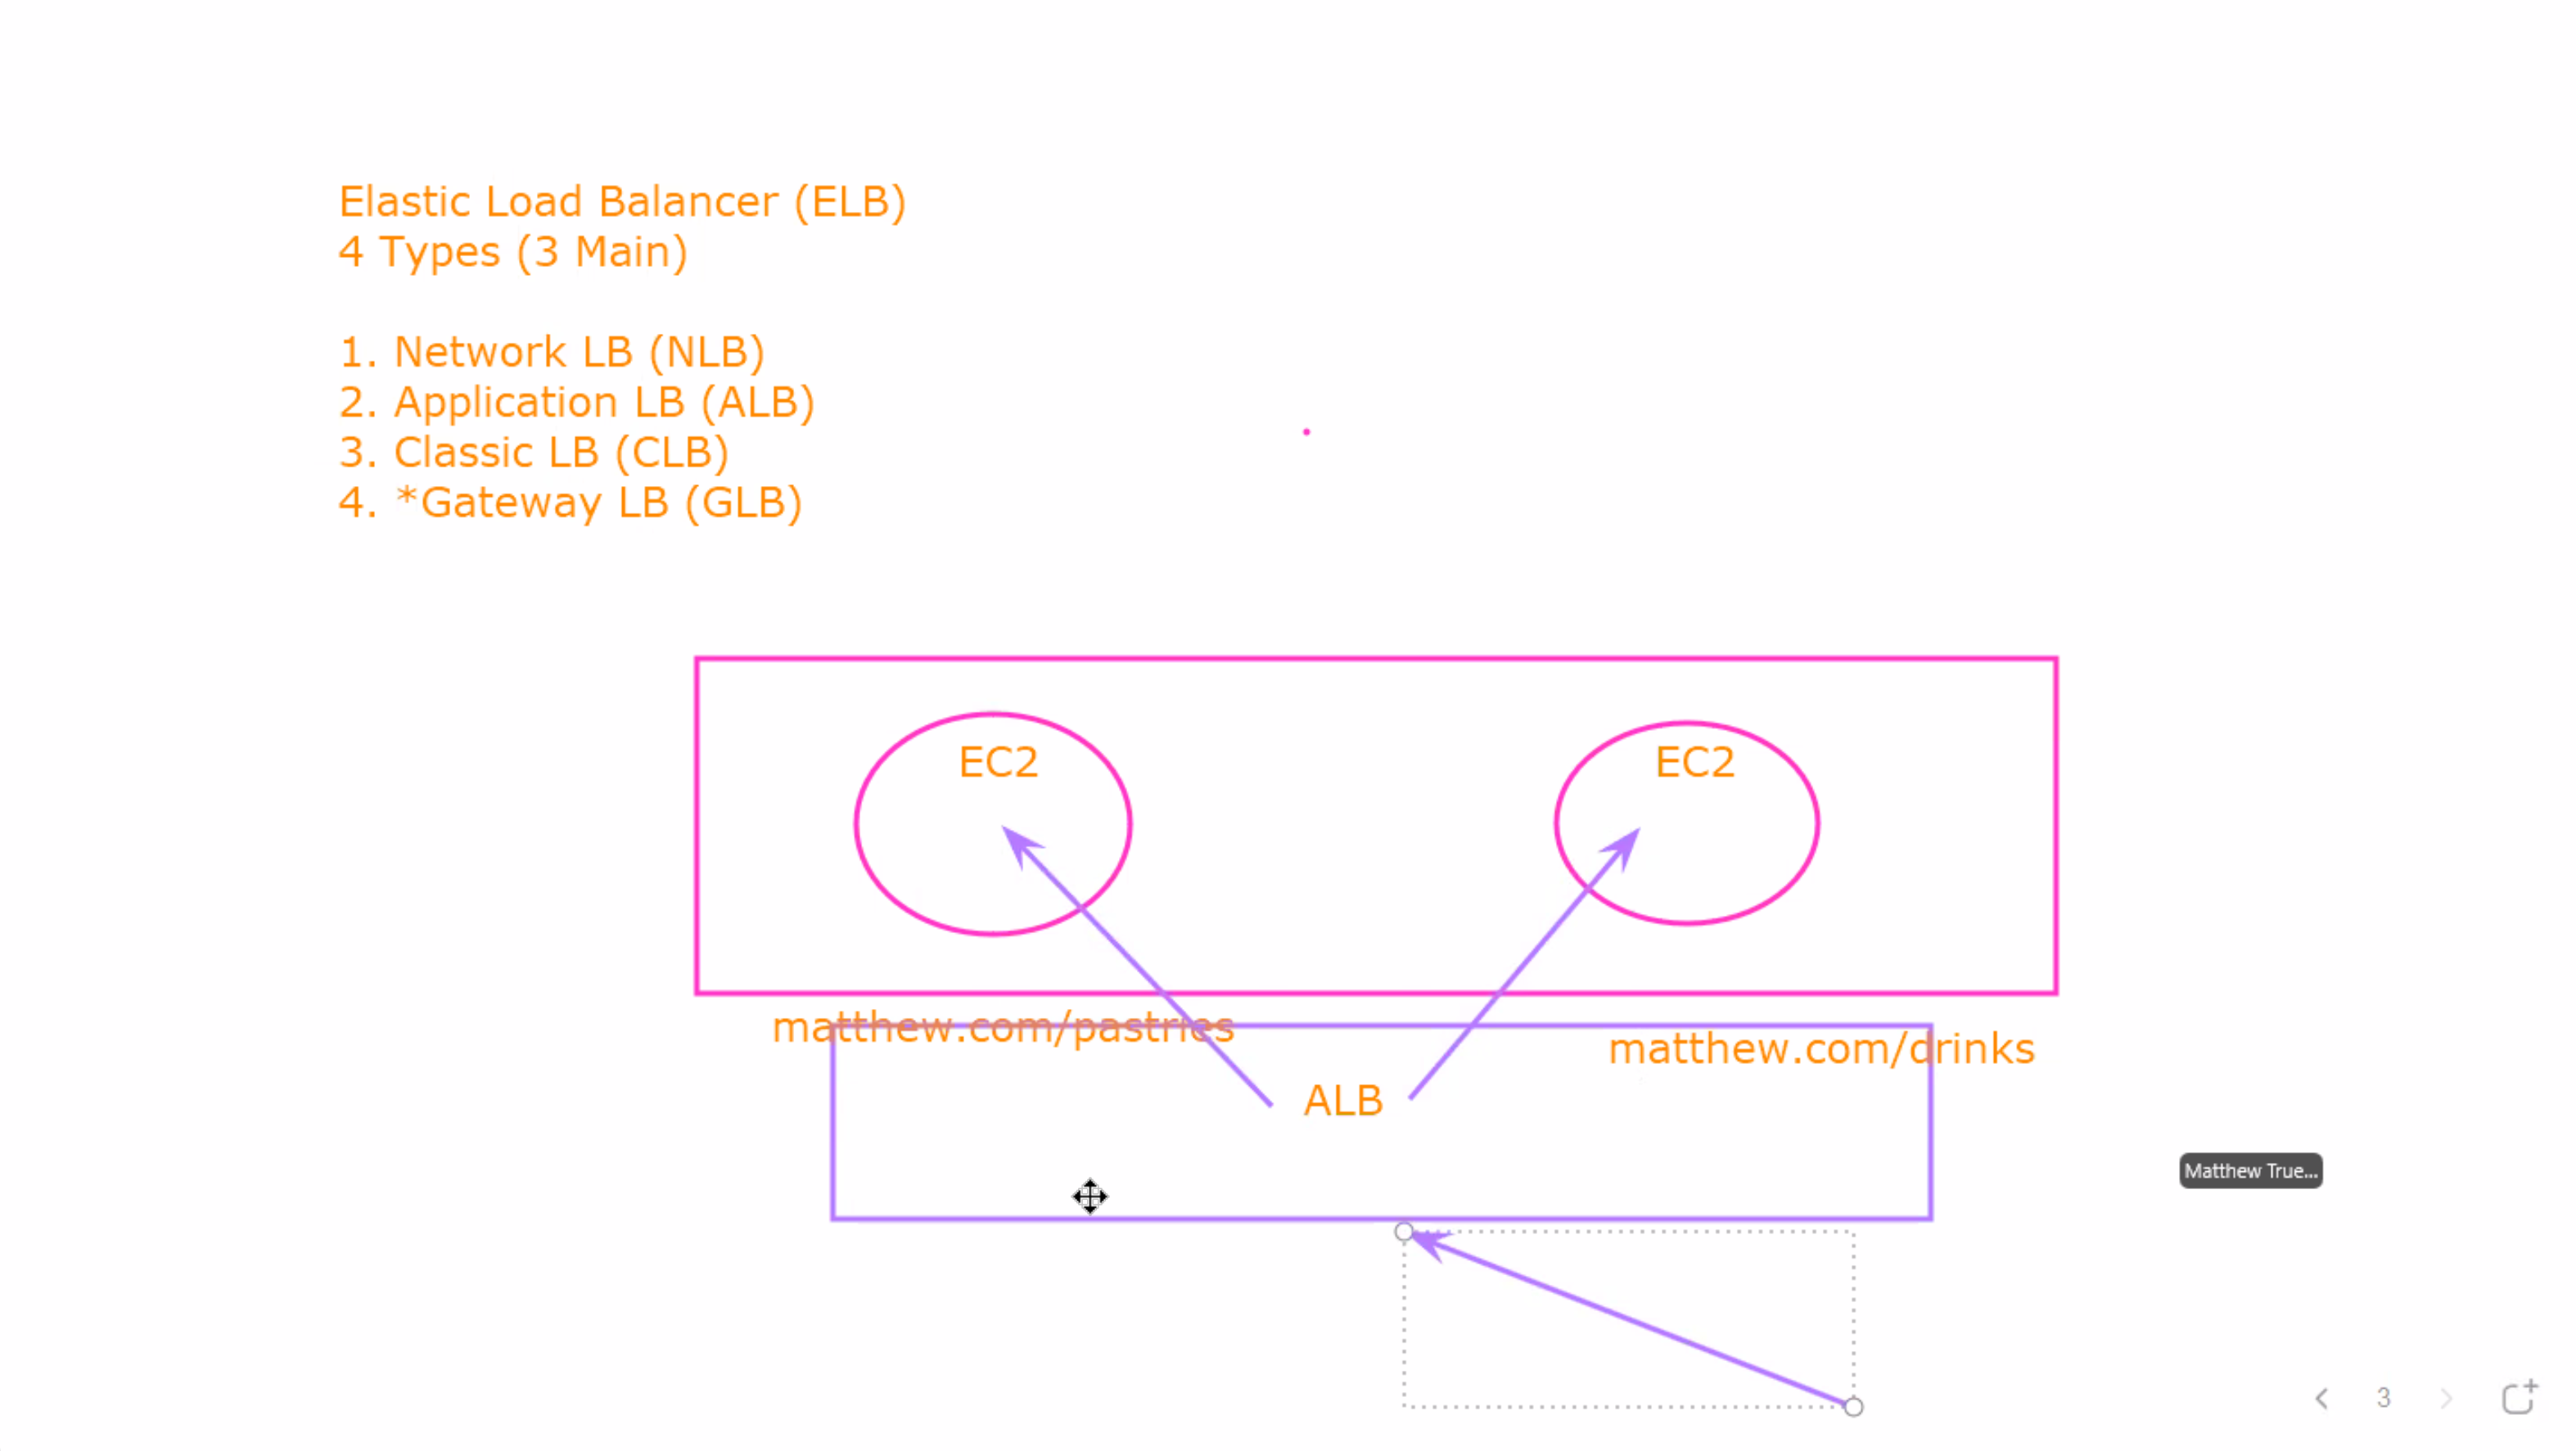 Elastic Load Balancer (ELB)
4 Types (3 Main)
1. Network LB (NLB)
2. Application LB (ALB)
3. Classic LB (CLB)
4. *Gateway LB (GLB)
EC2
EC2
matthew.com/pastries
matthew.com/drinks
ALB
Matthew True...
3